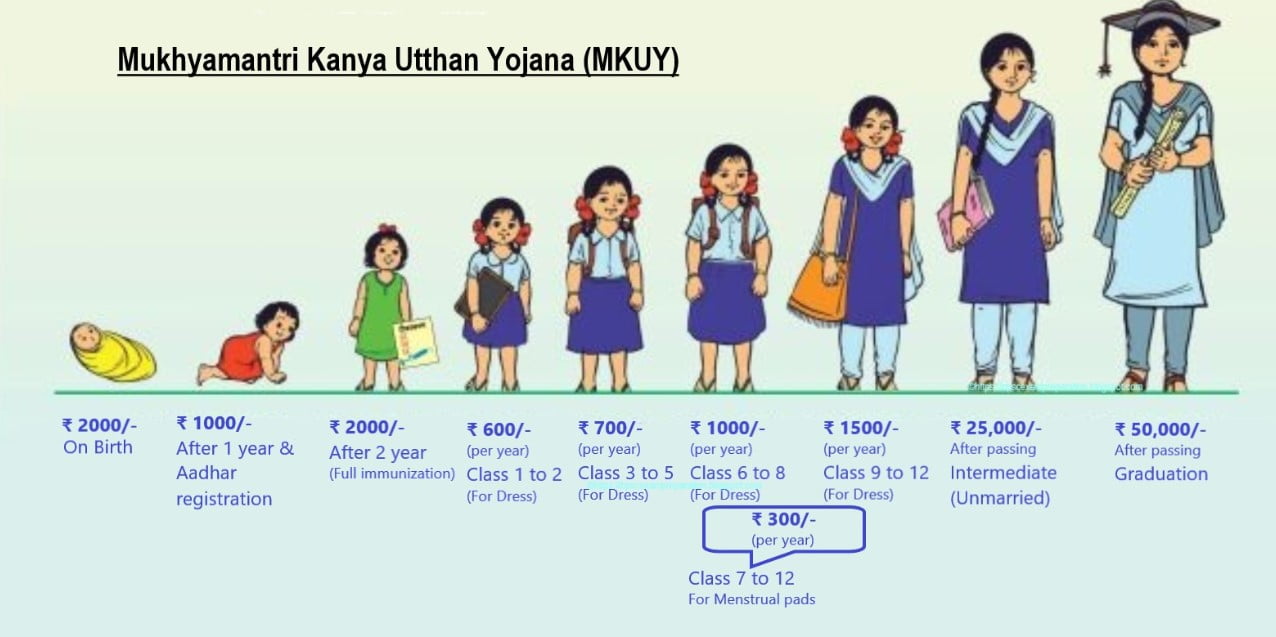 Mukhyamantri Kanya Utthan Yojana (MKUY)
₹ 2000/-
On Birth
₹ 1000/-
After 1 year &
Aadhar
registration
₹ 2000/-
After 2 year
(Full immunization)
₹ 600/-
(per year)
Class 1 to 2
(For Dress)
₹ 700/-
(per year)
Class 3 to 5
(For Dress)
₹ 1000/-
(per year)
Class 6 to 8
(For Dress)
₹ 1500/-
(per year)
Class 9 to 12
(For Dress)
₹ 25,000/-
After passing
Intermediate
(Unmarried)
₹ 50,000/-
After passing
Graduation
₹ 300/-
(per year)
Class 7 to 12
For Menstrual pads